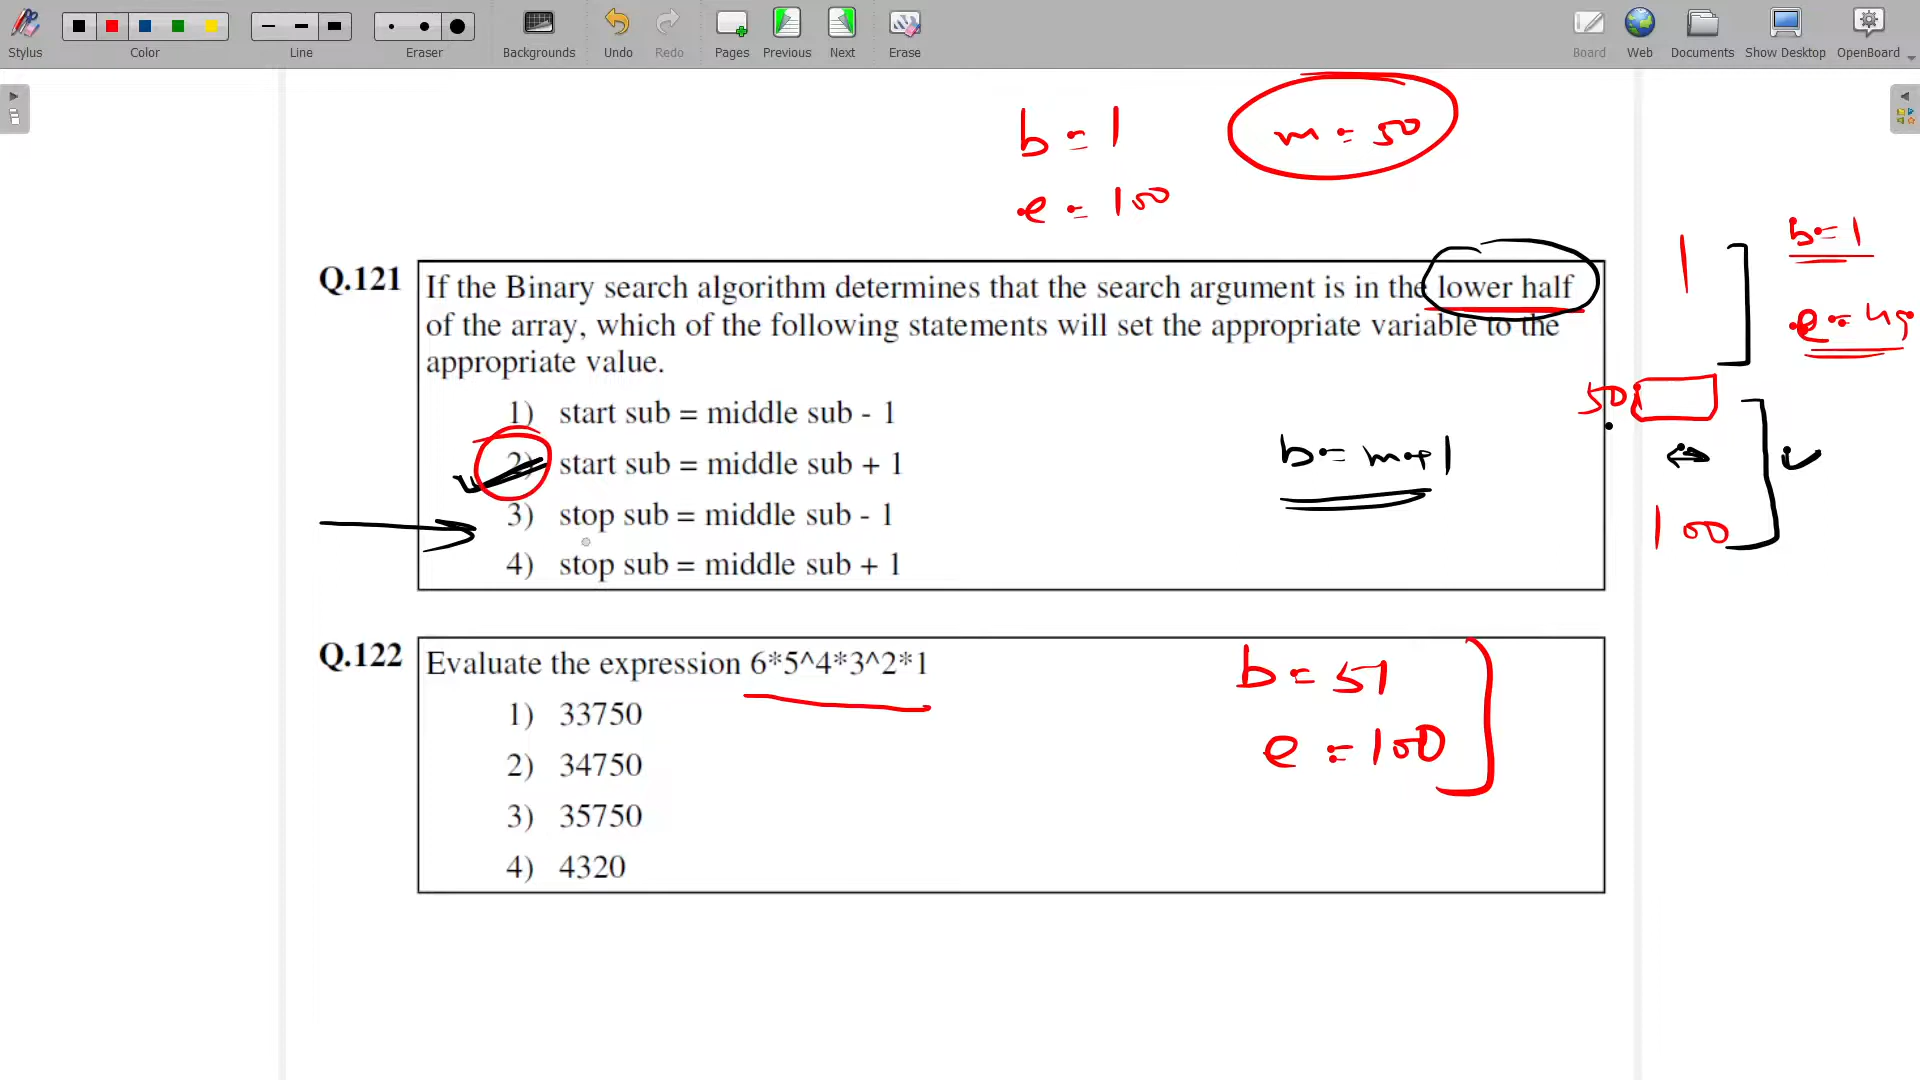 Stylus Color Line Eraser Backgrounds Undo Redo Pages Previous Next Erase Board Web Documents Show Desktop OpenBoard
b = 1
m = 50
e = 100
Q.121 If the Binary search algorithm determines that the search argument is in the lower half
of the array, which of the following statements will set the appropriate variable to the
appropriate value.
1) start sub = middle sub - 1
2) start sub = middle sub + 1
3) stop sub = middle sub - 1
4) stop sub = middle sub + 1
b = m+1
1
b = 1
e = 49
50
100
Q.122 Evaluate the expression 6*5^4*3^2*1
1) 33750
2) 34750
3) 35750
4) 4320
b = 51
e = 100